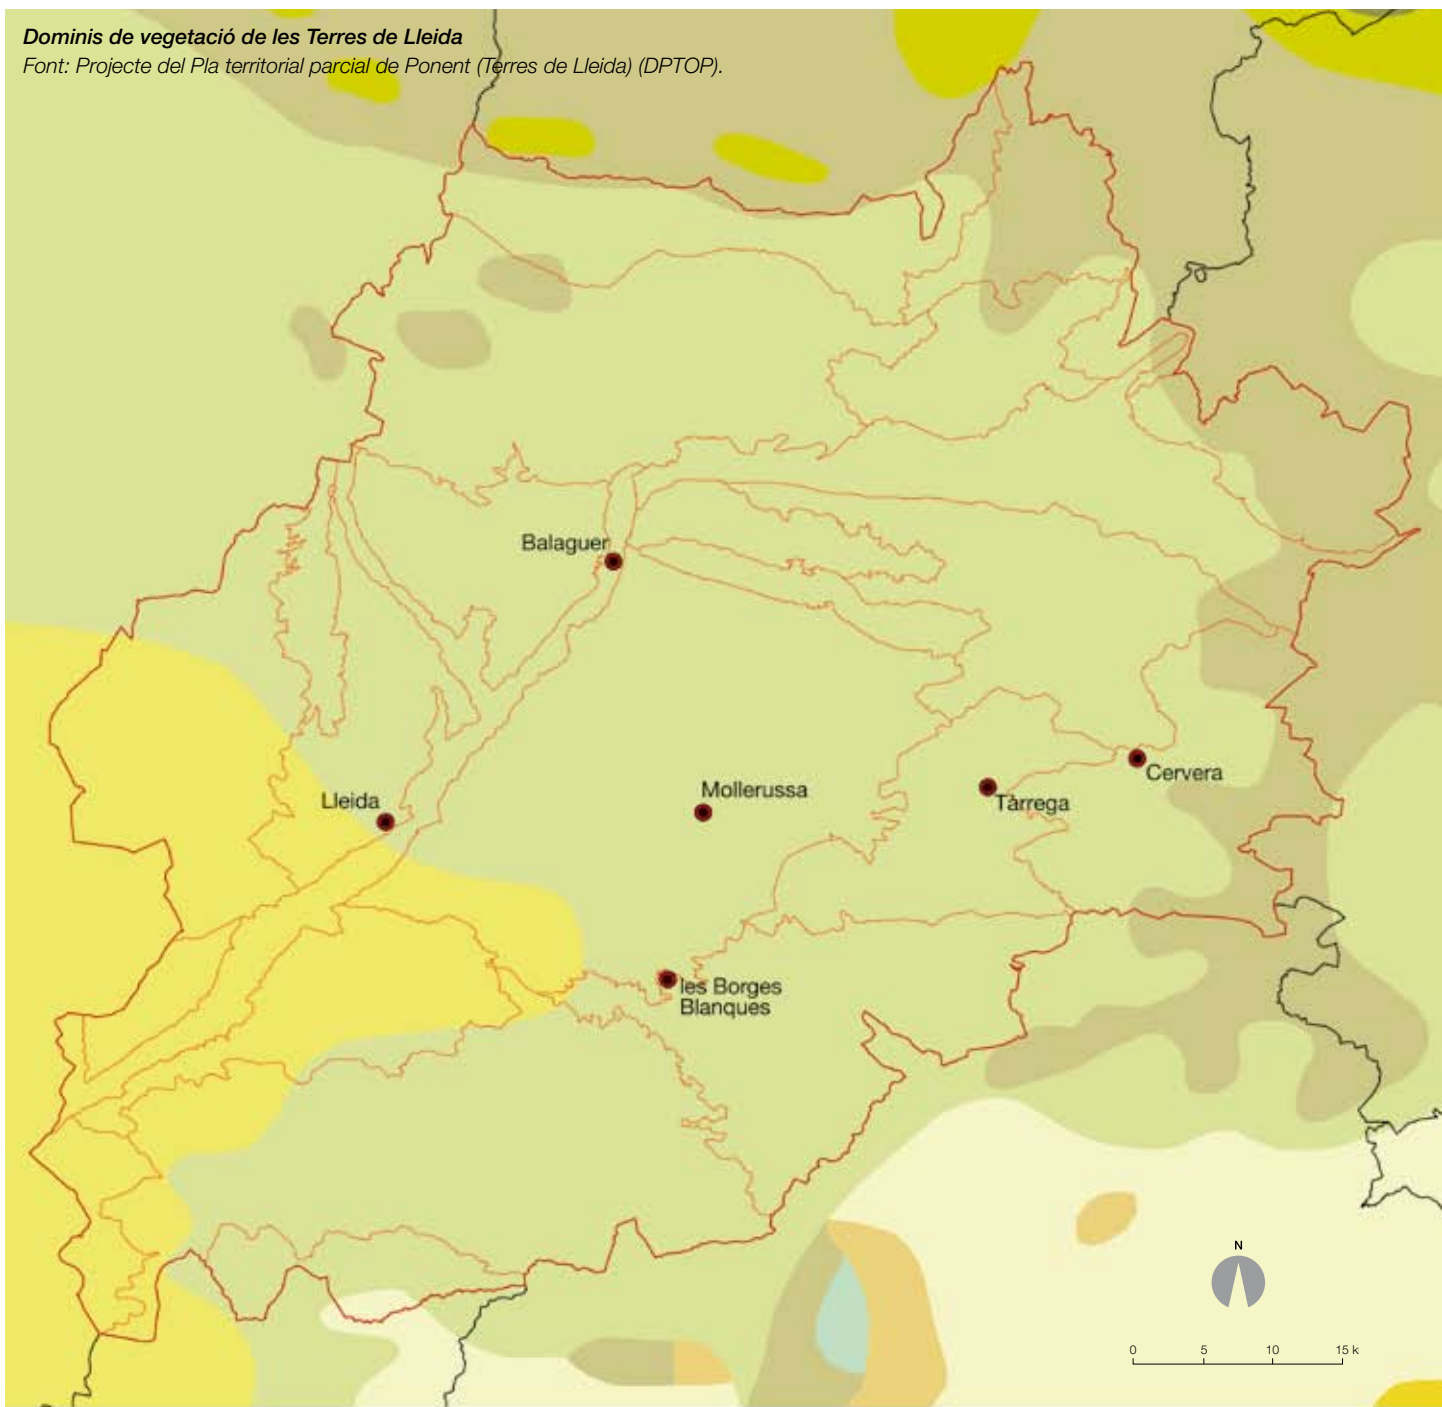 Dominis de vegetació de les Terres de Lleida
Font: Projecte del Pla territorial parcial de Ponent (Terres de Lleida) (DPTOP).
Balaguer
Cervera
Mollerussa
Lleida
Tàrrega
les Borges
Blanques
N
0 5 10 15 k